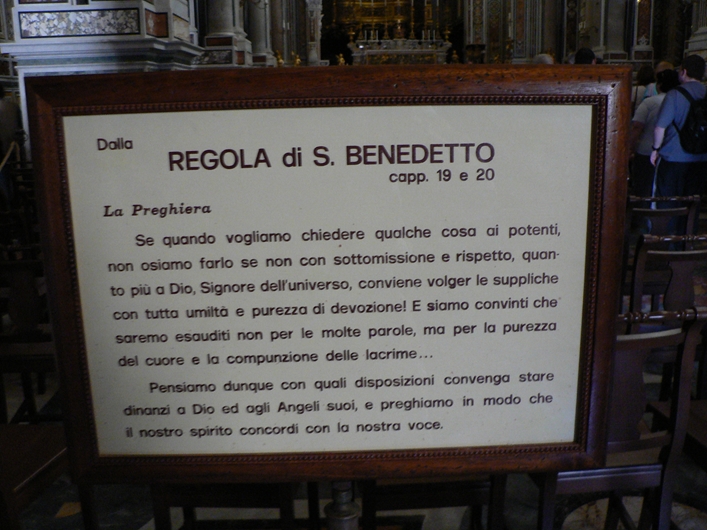 Dalla
REGOLA di S. BENEDETTO
capp. 19 e 20
La Preghiera
Se quando vogliamo chiedere qualche cosa ai potenti,
non osiamo farlo se non con sottomissione e rispetto, quan-
to più a Dio, Signore dell'universo, conviene volger le suppliche
con tutta umiltà e purezza di devozione! E siamo convinti che
saremo esauditi non per le molte parole, ma per la purezza
del cuore e la compunzione delle lacrime...
Pensiamo dunque con quali disposizioni convenga stare
dinanzi a Dio ed agli Angeli suoi, e preghiamo in modo che
il nostro spirito concordi con la nostra voce.